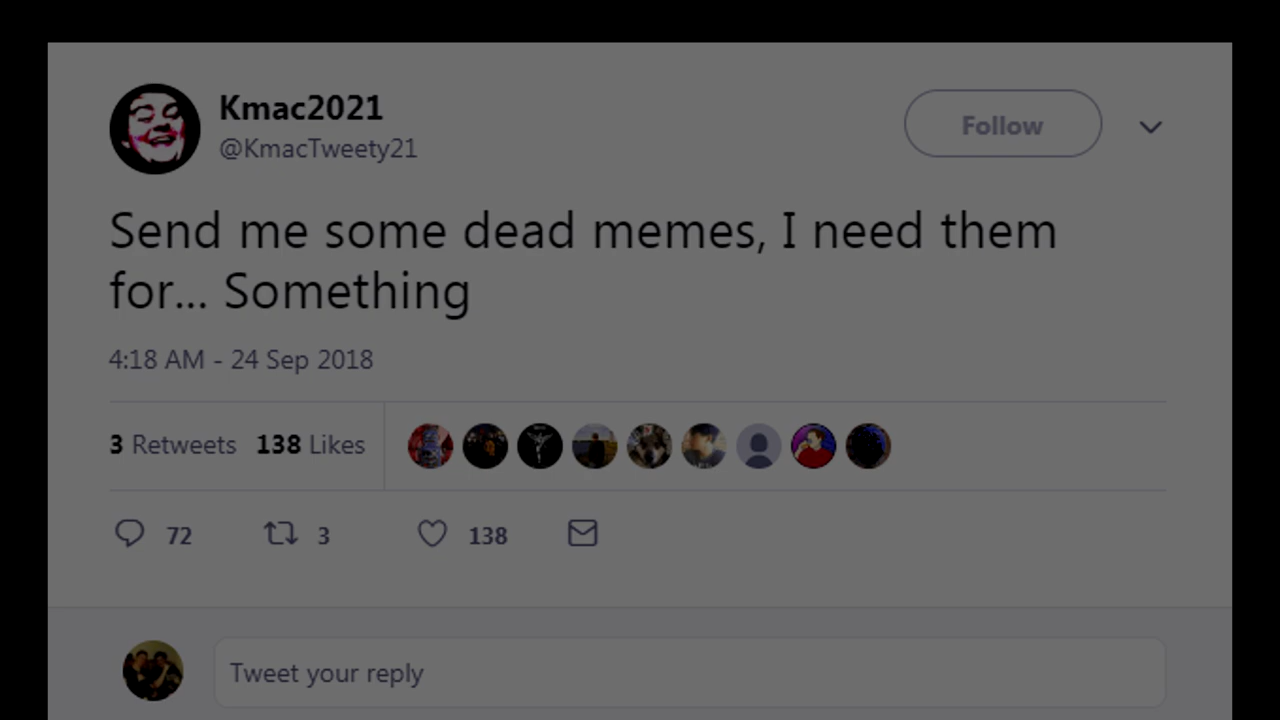 Kmac2021
@KmacTweety21
Follow
Send me some dead memes, I need them
for... Something
4:18 AM - 24 Sep 2018
3 Retweets 138 Likes
72 3 138
Tweet your reply